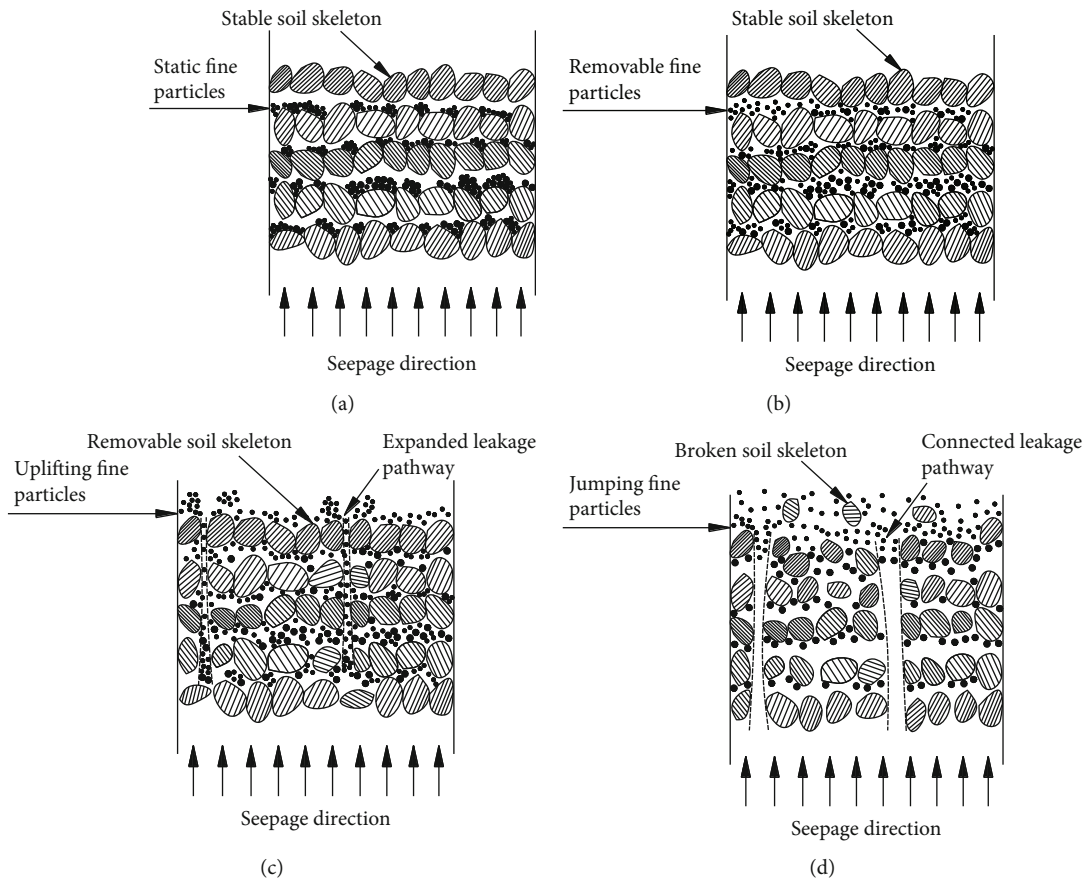 Stable soil skeleton
Static fine
particles
Seepage direction
(a)
Stable soil skeleton
Removable fine
particles
Seepage direction
(b)
Removable soil skeleton
Expanded leakage
pathway
Uplifting fine
particles
Seepage direction
(c)
Broken soil skeleton
Connected leakage
pathway
Jumping fine
particles
Seepage direction
(d)